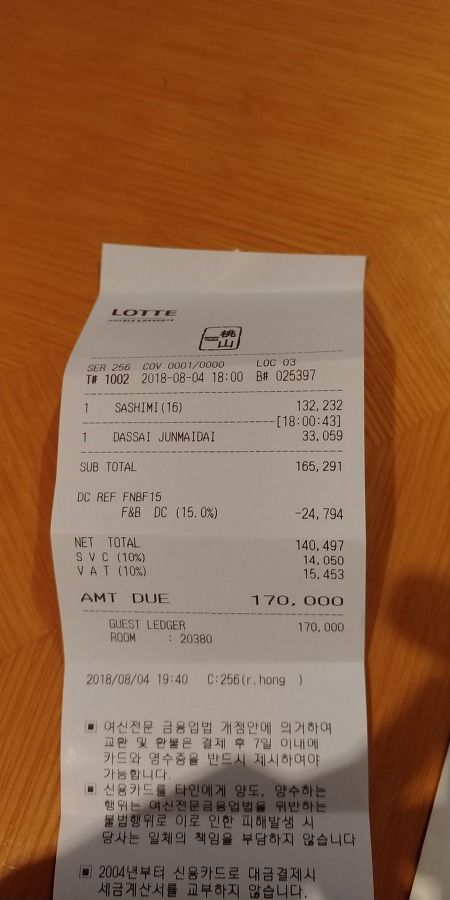 LOTTE
HOTELS & RESORTS
桃山
SER 256 COV 0001/0000 LOC 03
T# 1002 2018-08-04 18:00 B# 025397
1 SASHIMI(16) 132,232
[18:00:43]
1 DASSAI JUNMAIDAI 33,059
SUB TOTAL 165,291
DC REF FNBF15
F&B DC (15.0%) -24,794
NET TOTAL 140,497
S V C (10%) 14,050
V A T (10%) 15,453
AMT DUE 170,000
GUEST LEDGER 170,000
ROOM : 20380
2018/08/04 19:40 C:256(r.hong )
▣ 여신전문 금융업법 개정안에 의거하여
교환 및 환불은 결제 후 7일 이내에
카드와 영수증을 반드시 제시하여야
가능합니다.
▣ 신용카드를 타인에게 양도, 양수하는
행위는 여신전문금융업법을 위반하는
불법행위로 이로 인한 피해발생 시
당사는 일체의 책임을 부담하지 않습니다
▣ 2004년부터 신용카드로 대금결제시
세금계산서를 교부하지 않습니다.